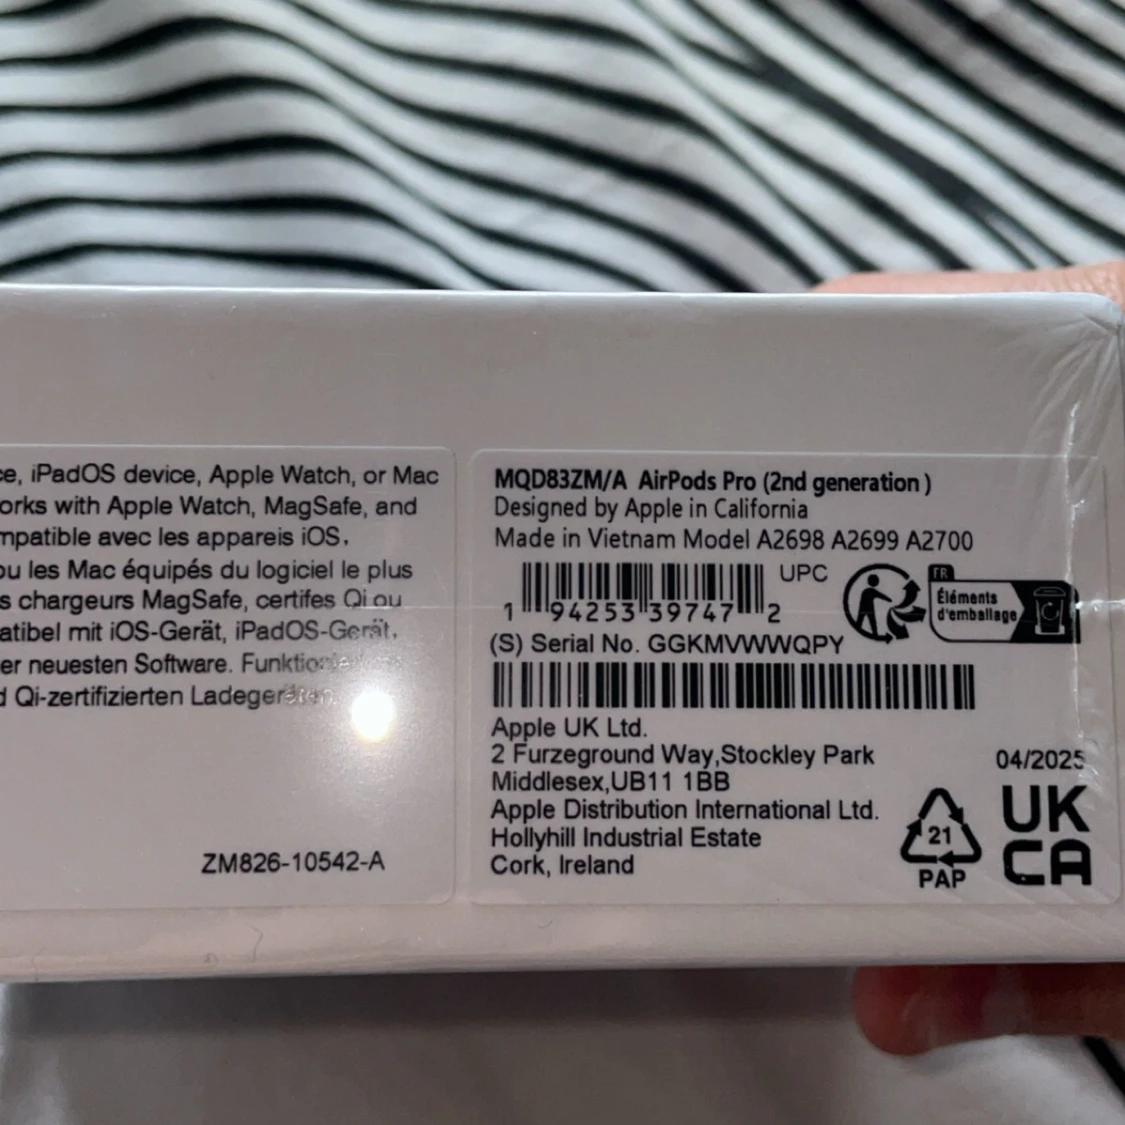 ce, iPadOS device, Apple Watch, or Mac
orks with Apple Watch, MagSafe, and
mpatible avec les appareils iOS,
ou les Mac équipés du logiciel le plus
s chargeurs MagSafe, certifes Qi ou
atibel mit iOS-Gerät, iPadOS-Gerät,
er neuesten Software.
d Qi-zertifizierten Ladegeräten.
ZM826-10542-A
MQD83ZM/A AirPods Pro (2nd generation)
Designed by Apple in California
Made in Vietnam Model A2698 A2699 A2700
UPC
1 94253 39747 2
(S) Serial No. GGKMVWWQPY
FR
Éléments
d'emballage
Apple UK Ltd.
2 Furzeground Way,Stockley Park
Middlesex,UB11 1BB
Apple Distribution International Ltd.
Hollyhill Industrial Estate
Cork, Ireland
04/2025
21
PAP
UK
CA